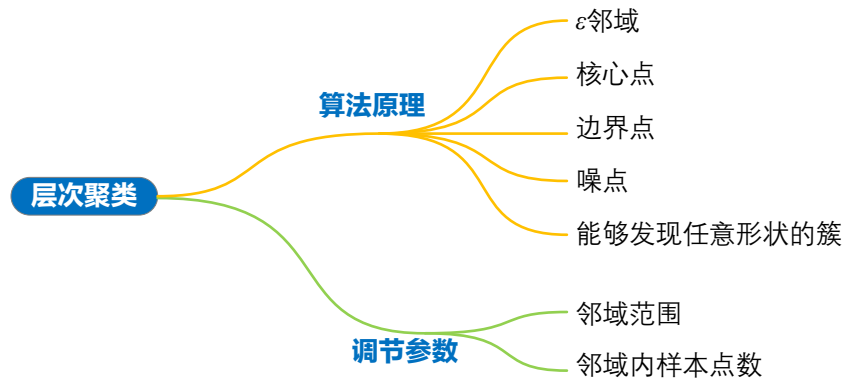 层次聚类
算法原理
ε邻域
核心点
边界点
噪点
能够发现任意形状的簇
调节参数
邻域范围
邻域内样本点数